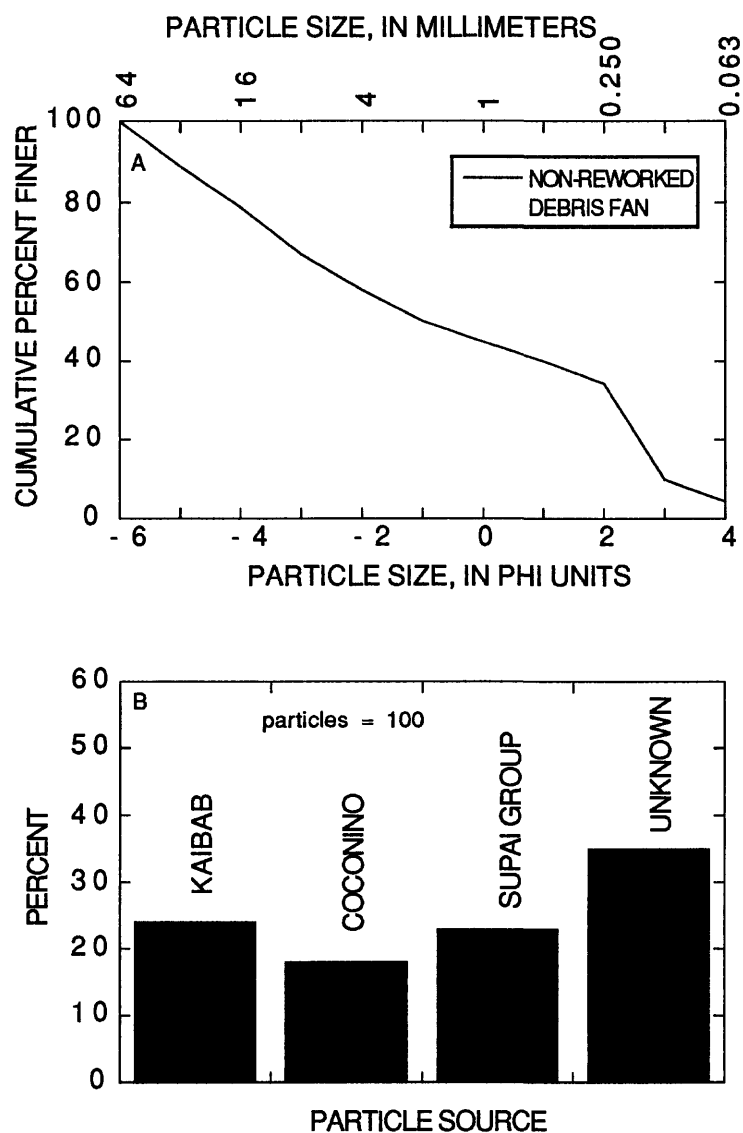 PARTICLE SIZE, IN MILLIMETERS
64 16 4 1 0.250 0.063
CUMULATIVE PERCENT FINER
100
80
60
40
20
0
A
NON-REWORKED
DEBRIS FAN
- 6 - 4 - 2 0 2 4
PARTICLE SIZE, IN PHI UNITS
PERCENT
60
50
40
30
20
10
0
B
particles = 100
KAIBAB
COCONINO
SUPAI GROUP
UNKNOWN
PARTICLE SOURCE